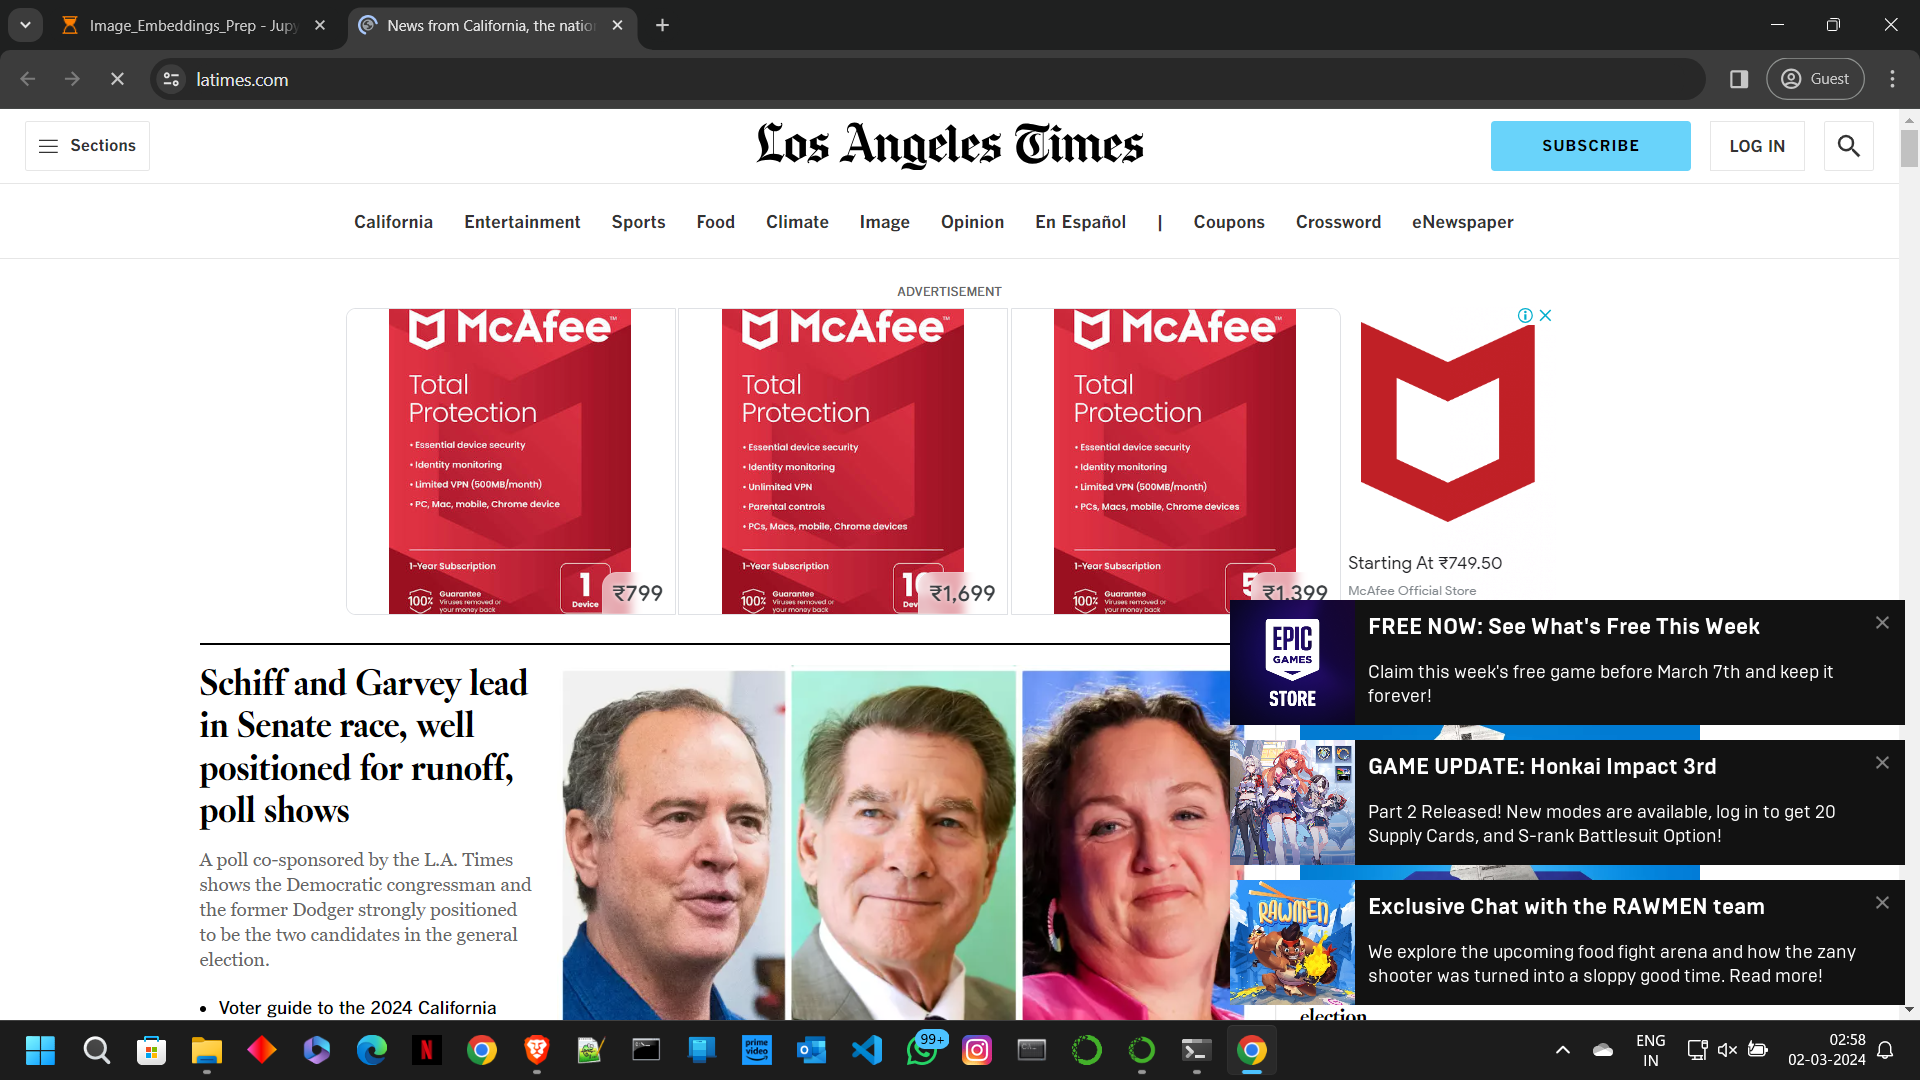 Image_Embeddings_Prep - Jupy
News from California, the natio
latimes.com
Guest
Sections
Los Angeles Times
SUBSCRIBE
LOG IN
California Entertainment Sports Food Climate Image Opinion En Español | Coupons Crossword eNewspaper
ADVERTISEMENT
McAfee™
Total
Protection
• Essential device security
• Identity monitoring
• Limited VPN (500MB/month)
• PC, Mac, mobile, Chrome device
1-Year Subscription
100% Guarantee
Viruses removed or
your money back
1
Device
₹799
McAfee™
Total
Protection
• Essential device security
• Identity monitoring
• Unlimited VPN
• Parental controls
• PCs, Macs, mobile, Chrome devices
1-Year Subscription
100% Guarantee
Viruses removed or
your money back
₹1,699
McAfee™
Total
Protection
• Essential device security
• Identity monitoring
• Limited VPN (500MB/month)
• PCs, Macs, mobile, Chrome devices
1-Year Subscription
100% Guarantee
Viruses removed or
your money back
5
₹1,399
Starting At ₹749.50
McAfee Official Store
Schiff and Garvey lead
in Senate race, well
positioned for runoff,
poll shows
A poll co-sponsored by the L.A. Times
shows the Democratic congressman and
the former Dodger strongly positioned
to be the two candidates in the general
election.
• Voter guide to the 2024 California
EPIC
GAMES
STORE
FREE NOW: See What's Free This Week
Claim this week's free game before March 7th and keep it
forever!
GAME UPDATE: Honkai Impact 3rd
Part 2 Released! New modes are available, log in to get 20
Supply Cards, and S-rank Battlesuit Option!
RAWMEN
Exclusive Chat with the RAWMEN team
We explore the upcoming food fight arena and how the zany
shooter was turned into a sloppy good time. Read more!
election
prime
video
99+
ENG
IN
02:58
02-03-2024